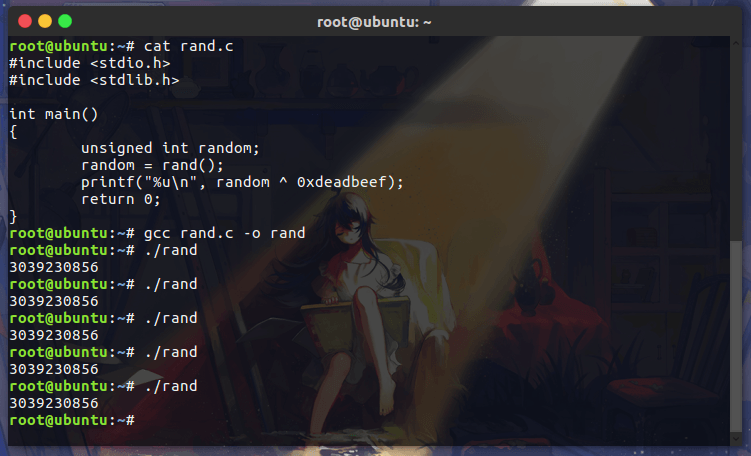 root@ubuntu: ~
root@ubuntu:~# cat rand.c
#include <stdio.h>
#include <stdlib.h>
int main()
{
unsigned int random;
random = rand();
printf("%u\n", random ^ 0xdeadbeef);
return 0;
}
root@ubuntu:~# gcc rand.c -o rand
root@ubuntu:~# ./rand
3039230856
root@ubuntu:~# ./rand
3039230856
root@ubuntu:~# ./rand
3039230856
root@ubuntu:~# ./rand
3039230856
root@ubuntu:~# ./rand
3039230856
root@ubuntu:~#